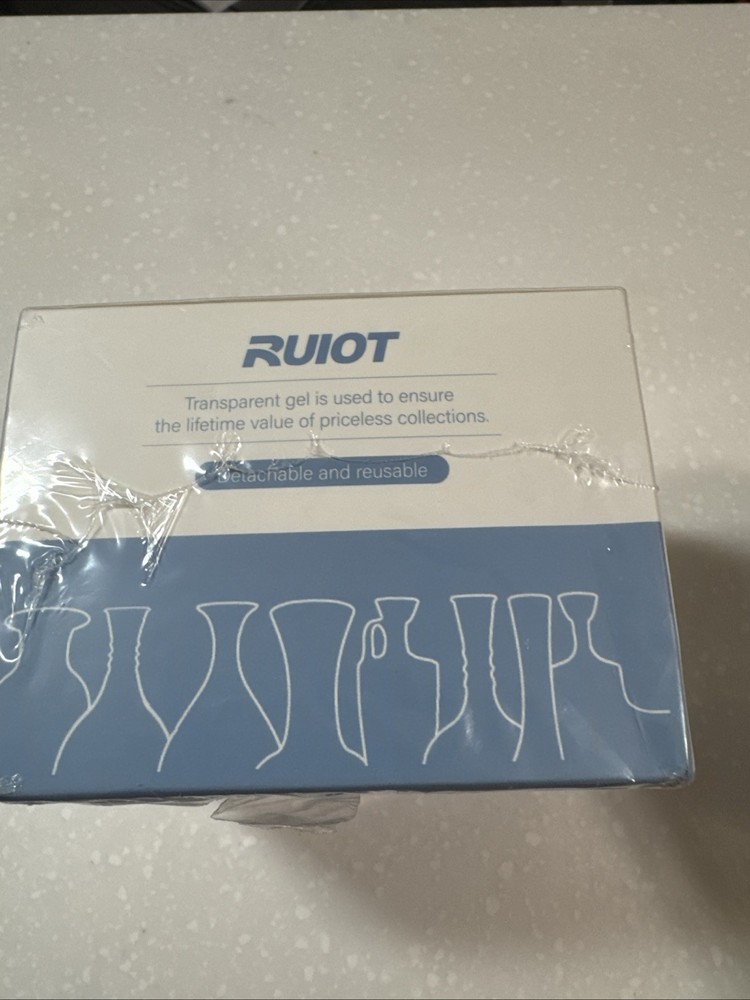 RUIOT
Transparent gel is used to ensure
the lifetime value of priceless collections.
Detachable and reusable